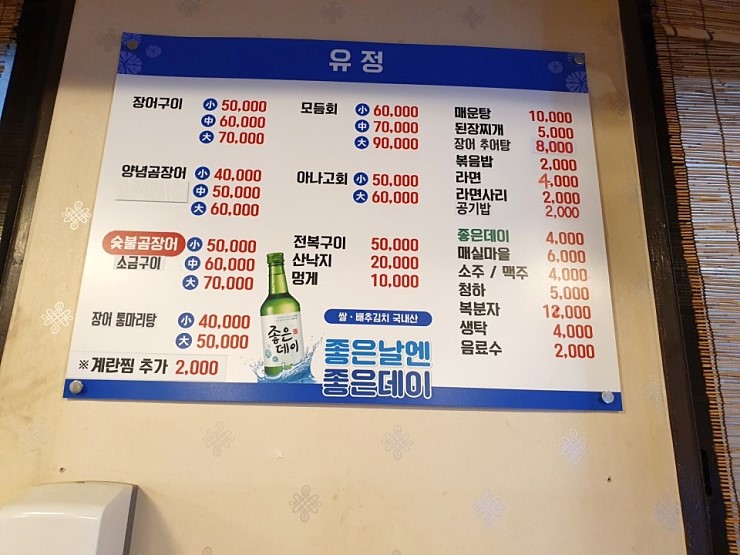 유정
장어구이 小 50,000
中 60,000
大 70,000
양념곰장어 小 40,000
中 50,000
大 60,000
숯불곰장어 小 50,000
소금구이 中 60,000
大 70,000
장어 통마리탕 小 40,000
大 50,000
※계란찜 추가 2,000
모듬회 小 60,000
中 70,000
大 90,000
아나고회 小 50,000
大 60,000
전복구이 50,000
산낙지 20,000
멍게 10,000
쌀·배추김치 국내산
좋은데이
좋은날엔
좋은데이
매운탕 10,000
된장찌개 5,000
장어 추어탕 8,000
볶음밥 2,000
라면 4,000
라면사리 2,000
공기밥 2,000
좋은데이 4,000
매실마을 6,000
소주 / 맥주 4,000
청하 5,000
복분자 12,000
생탁 4,000
음료수 2,000